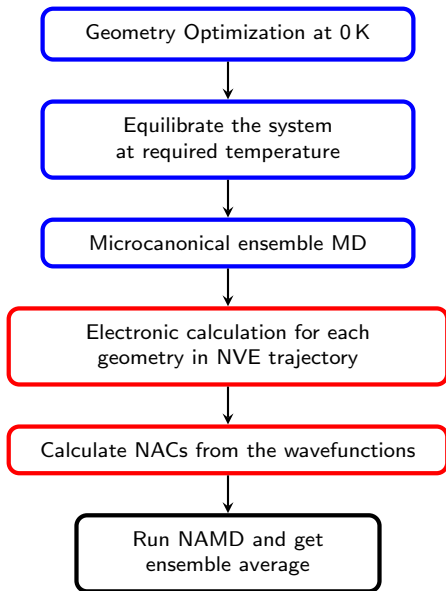 Geometry Optimization at 0 K
Equilibrate the system
at required temperature
Microcanonical ensemble MD
Electronic calculation for each
geometry in NVE trajectory
Calculate NACs from the wavefunctions
Run NAMD and get
ensemble average